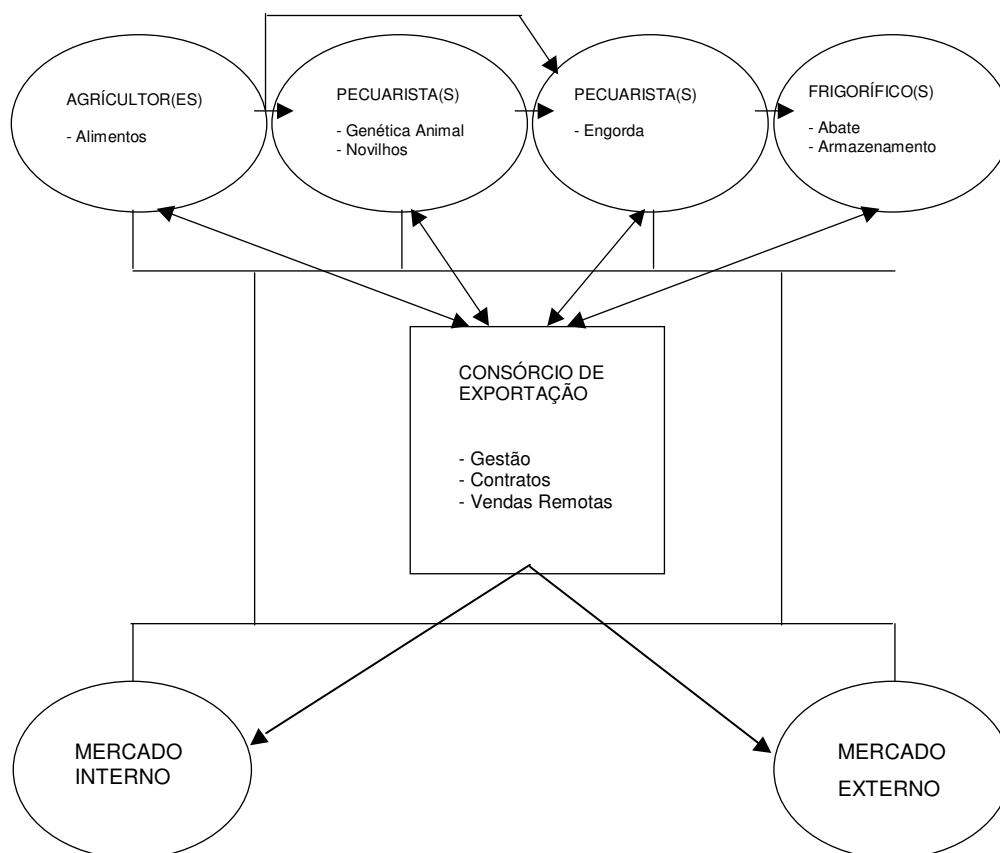 AGRÍCULTOR(ES)
- Alimentos
PECUARISTA(S)
- Genética Animal
- Novilhos
PECUARISTA(S)
- Engorda
FRIGORÍFICO(S)
- Abate
- Armazenamento
CONSÓRCIO DE
EXPORTAÇÃO
- Gestão
- Contratos
- Vendas Remotas
MERCADO
INTERNO
MERCADO
EXTERNO